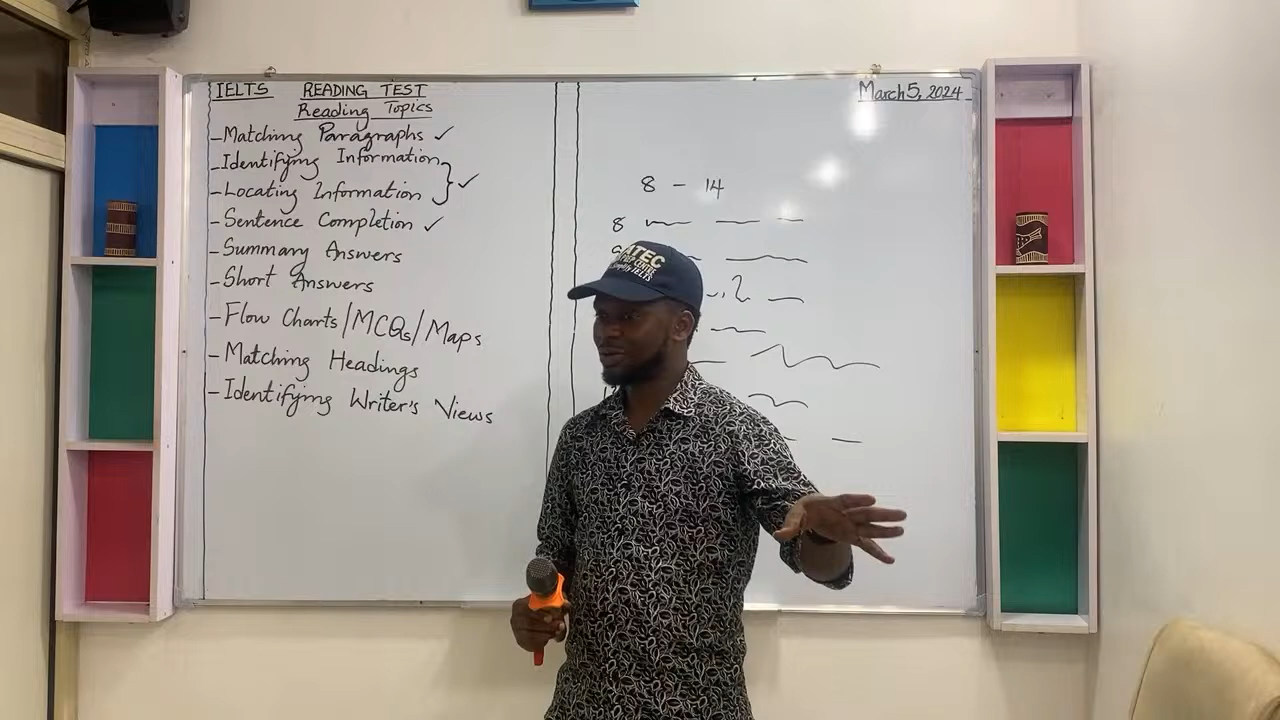 IELTS READING TEST
Reading Topics
- Matching Paragraphs ✓
- Identifying Information
- Locating Information ✓
- Sentence Completion ✓
- Summary Answers
- Short Answers
- Flow Charts/MCQs/Maps
- Matching Headings
- Identifying Writer's Views
March 5, 2024
8 - 14
8
IELTS